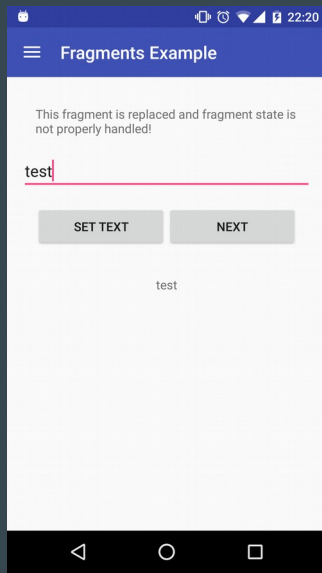 22:20
Fragments Example
This fragment is replaced and fragment state is
not properly handled!
test
SET TEXT NEXT
test